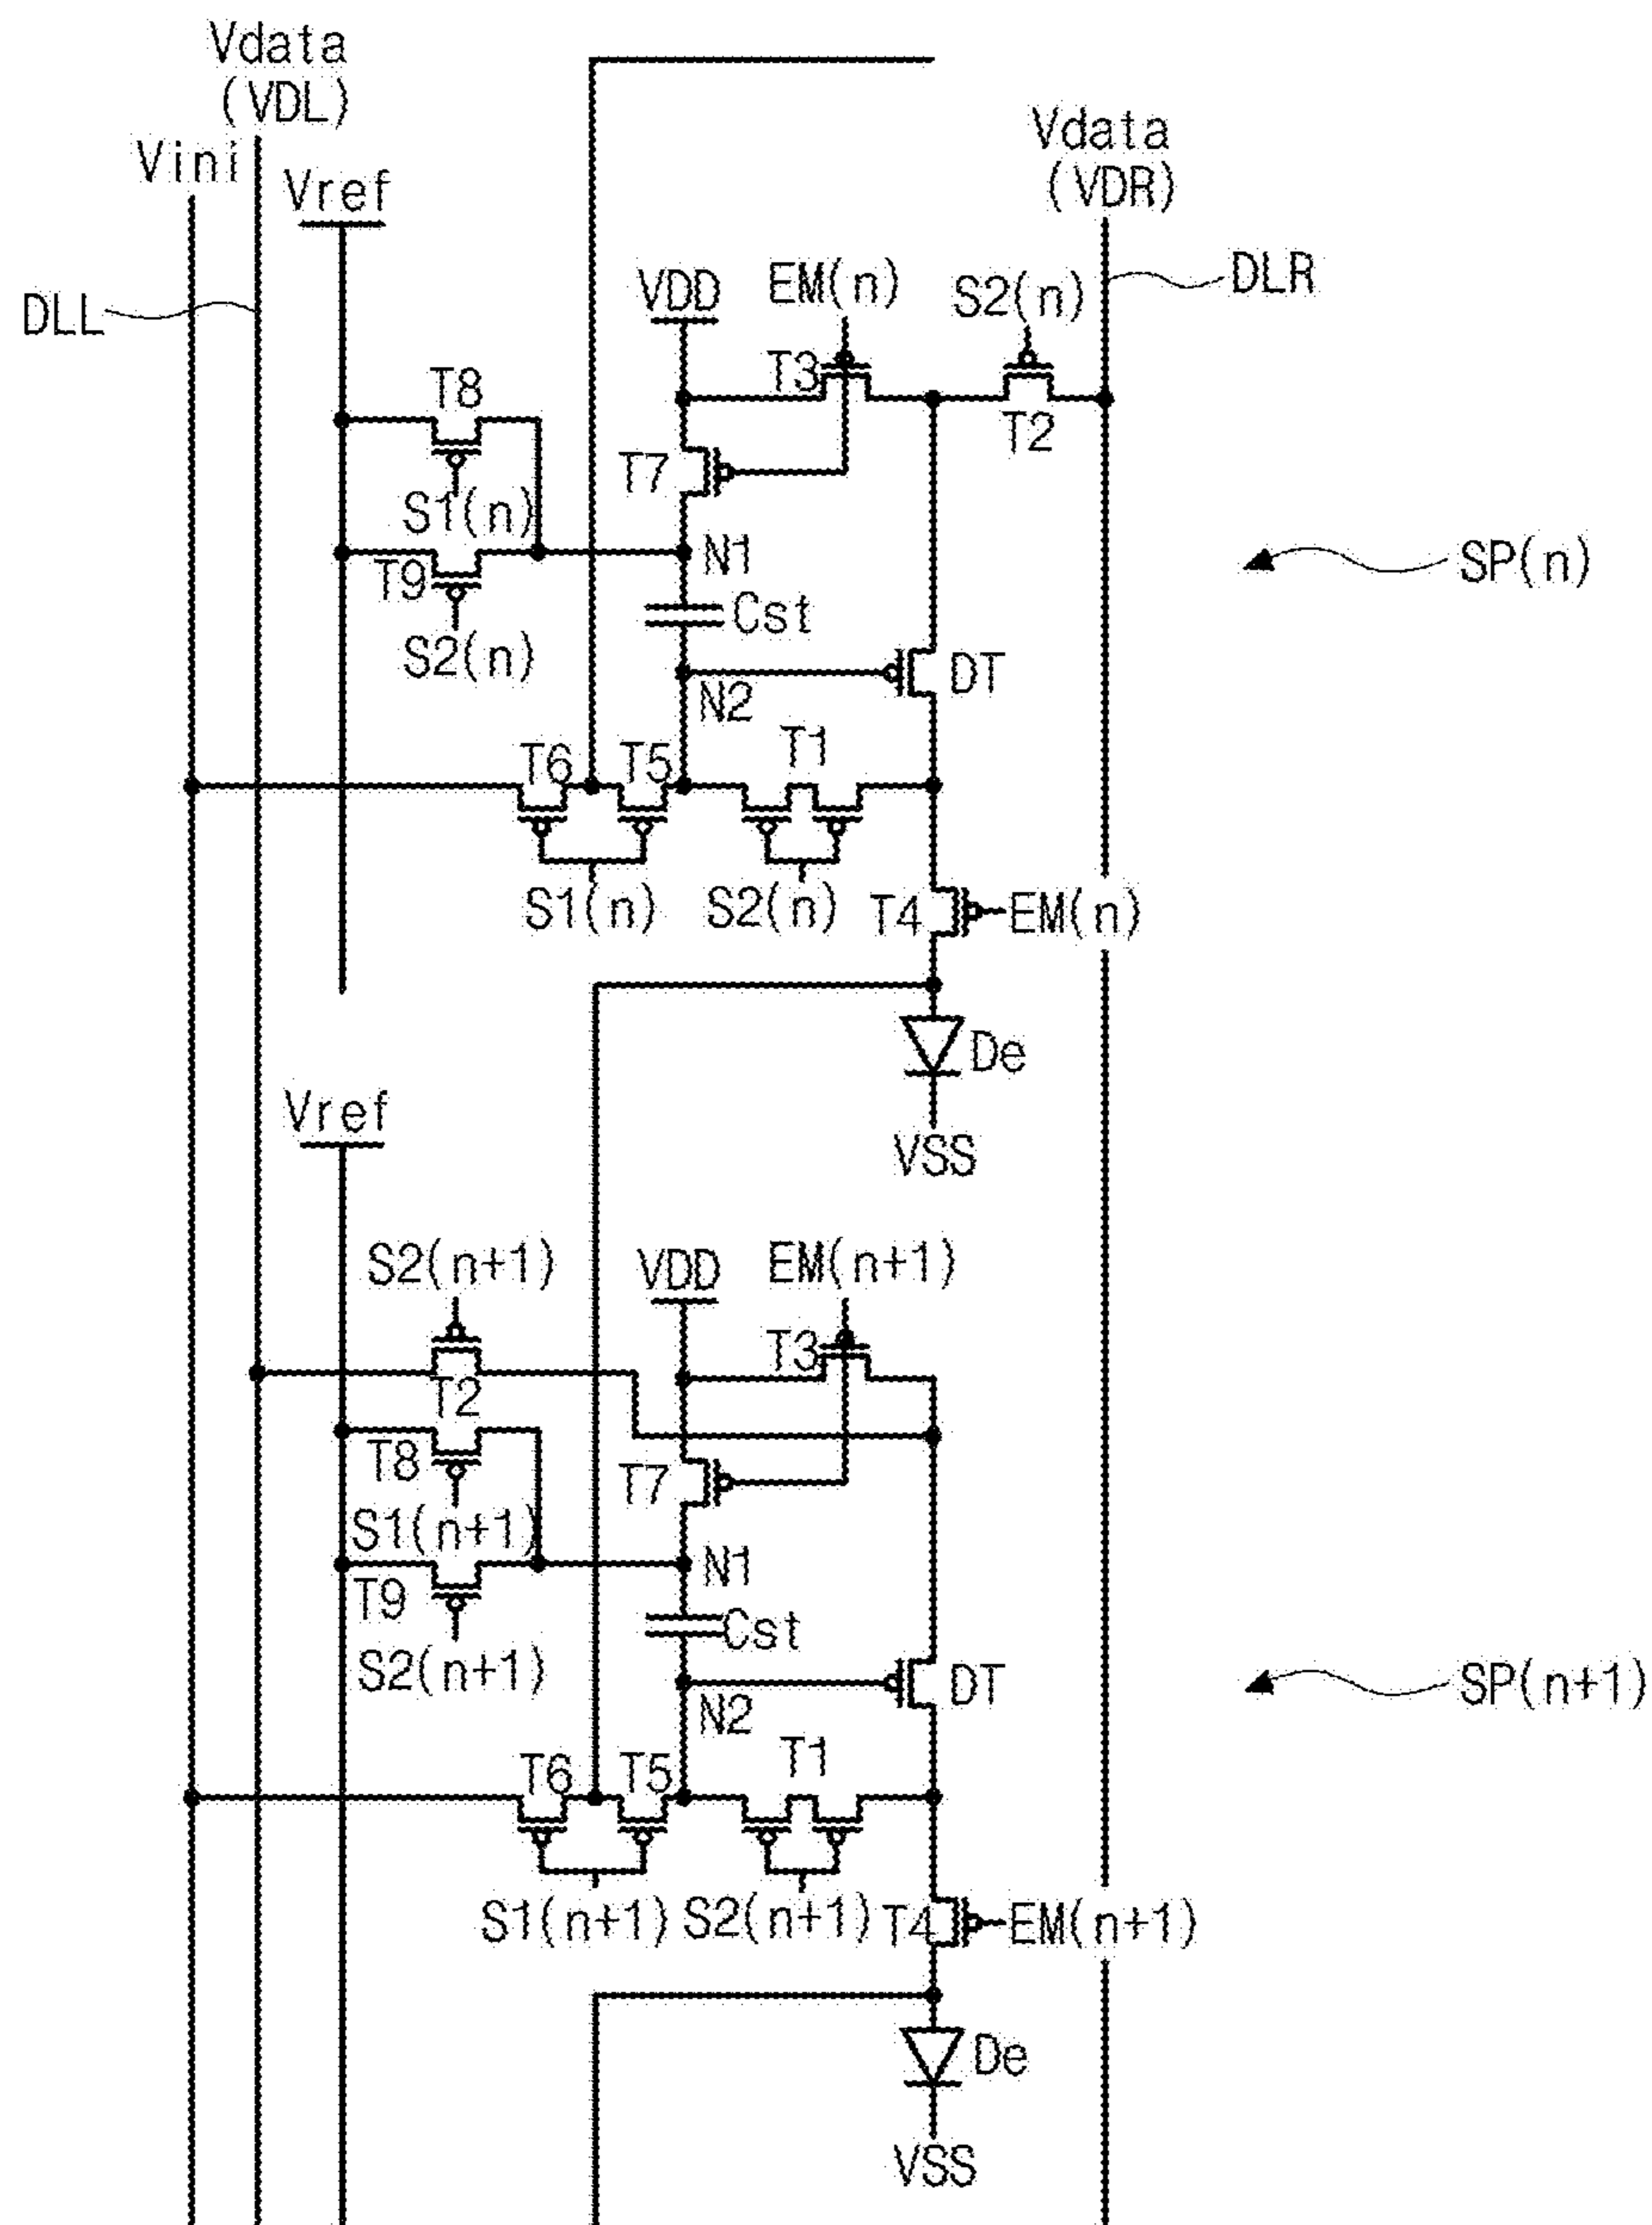 Vdata
(VDL)
Vini
Vref
Vdata
(VDR)
DLL
DLR
VDD
EM(n)
S2(n)
T3
T2
T8
S1(n)
T7
T9
S2(n)
N1
Cst
SP(n)
N2
DT
T6
T5
T1
S1(n)
S2(n)
T4
EM(n)
De
VSS
Vref
S2(n+1)
VDD
EM(n+1)
T3
T2
T8
S1(n+1)
T7
T9
S2(n+1)
N1
Cst
SP(n+1)
N2
DT
T6
T5
T1
S1(n+1)
S2(n+1)
T4
EM(n+1)
De
VSS